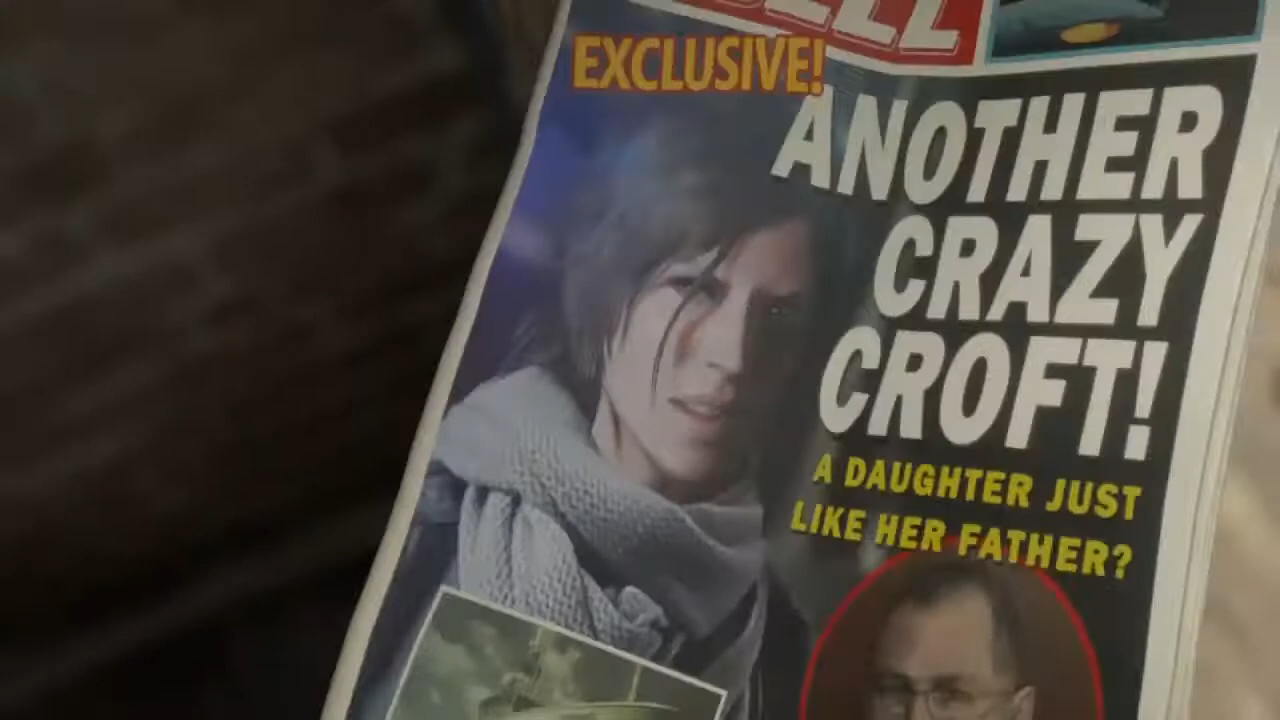 EXCLUSIVE!
ANOTHER
CRAZY
CROFT!
A DAUGHTER JUST
LIKE HER FATHER?